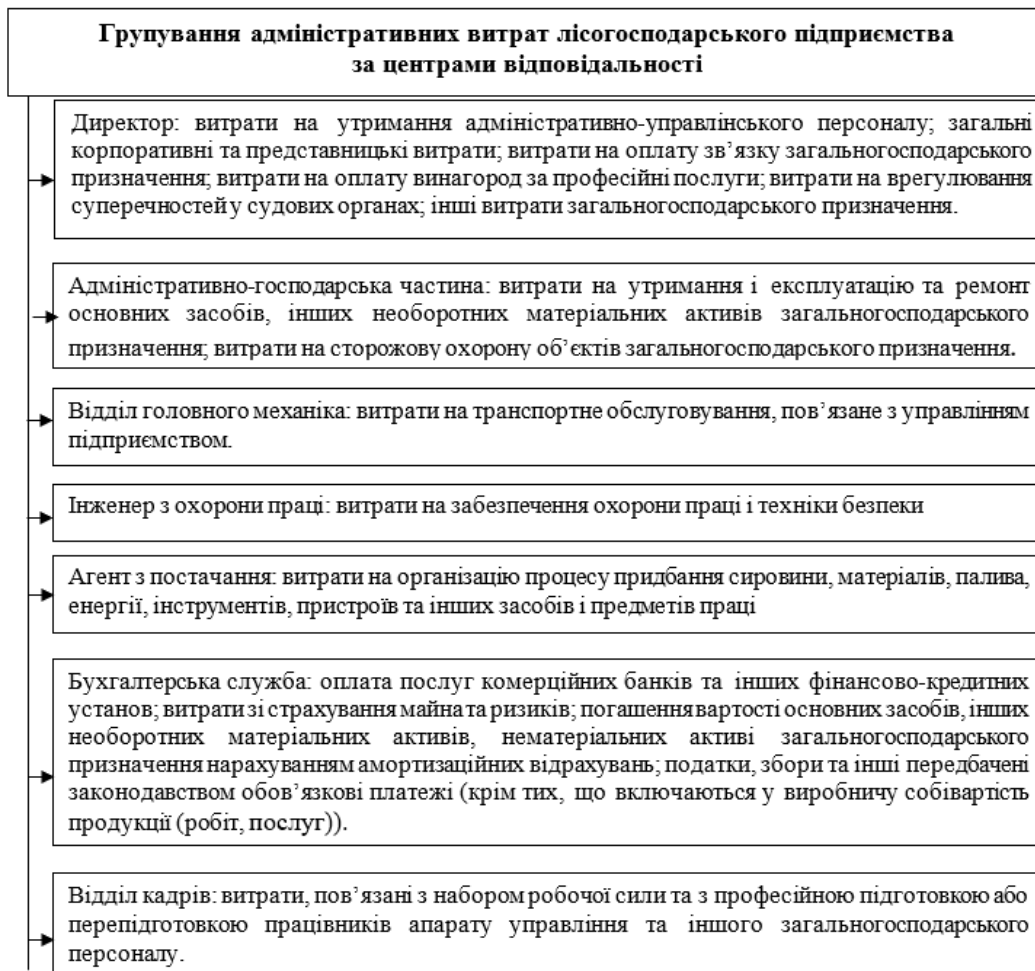 Групування адміністративних витрат лісогосподарського підприємства
за центрами відповідальності
Директор: витрати на утримання адміністративно-управлінського персоналу; загальні
корпоративні та представницькі витрати; витрати на оплату зв’язку загальногосподарського
призначення; витрати на оплату винагород за професійні послуги; витрати на врегулювання
суперечностей у судових органах; інші витрати загальногосподарського призначення.
Адміністративно-господарська частина: витрати на утримання і експлуатацію та ремонт
основних засобів, інших необоротних матеріальних активів загальногосподарського
призначення; витрати на сторожову охорону об’єктів загальногосподарського призначення.
Відділ головного механіка: витрати на транспортне обслуговування, пов’язане з управлінням
підприємством.
Інженер з охорони праці: витрати на забезпечення охорони праці і техніки безпеки
Агент з постачання: витрати на організацію процесу придбання сировини, матеріалів, палива,
енергії, інструментів, пристроїв та інших засобів і предметів праці
Бухгалтерська служба: оплата послуг комерційних банків та інших фінансово-кредитних
установ; витрати зі страхування майна та ризиків; погашення вартості основних засобів, інших
необоротних матеріальних активів, нематеріальних активі загальногосподарського
призначення нарахуванням амортизаційних відрахувань; податки, збори та інші передбачені
законодавством обов’язкові платежі (крім тих, що включаються у виробничу собівартість
продукції (робіт, послуг)).
Відділ кадрів: витрати, пов’язані з набором робочої сили та з професійною підготовкою або
перепідготовкою працівників апарату управління та іншого загальногосподарського
персоналу.